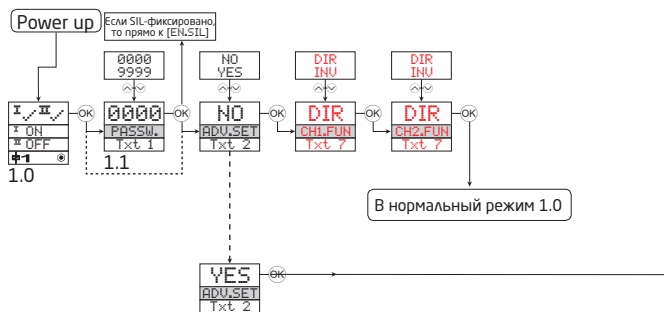 Power up
Если SIL-фиксировано,
то прямо к [EN.SIL]
0000
9999
NO
YES
DIR
INV
DIR
INV
I / II /
I ON
II OFF
1
1.0
OK
0000
PASSW.
Txt 1
1.1
OK
NO
ADV.SET
Txt 2
OK
DIR
CH1.FUN
Txt 7
OK
DIR
CH2.FUN
Txt 7
OK
В нормальный режим 1.0
YES
ADV.SET
Txt 2
OK